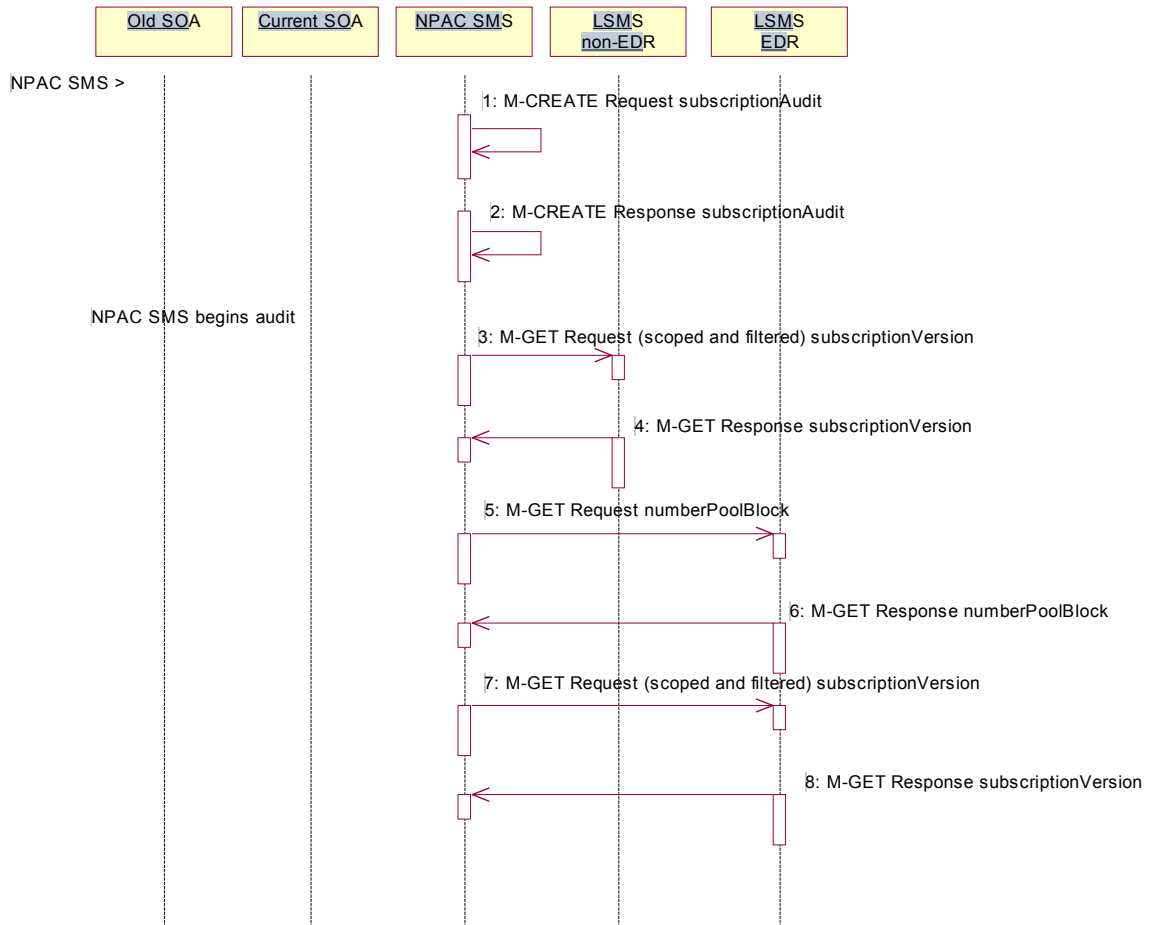 Old SOA
Current SOA
NPAC SMS
LSMS
non-EDR
LSMS
EDR
NPAC SMS >
1: M-CREATE Request subscriptionAudit
2: M-CREATE Response subscriptionAudit
NPAC SMS begins audit
3: M-GET Request (scoped and filtered) subscriptionVersion
4: M-GET Response subscriptionVersion
5: M-GET Request numberPoolBlock
6: M-GET Response numberPoolBlock
7: M-GET Request (scoped and filtered) subscriptionVersion
8: M-GET Response subscriptionVersion